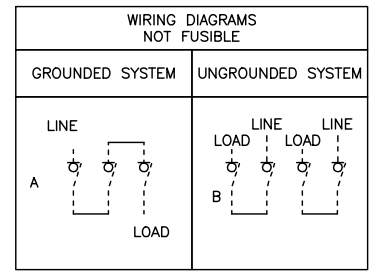 WIRING DIAGRAMS
NOT FUSIBLE
GROUNDED SYSTEM
UNGROUNDED SYSTEM
LINE
A
LOAD
LINE LINE
LOAD LOAD
B